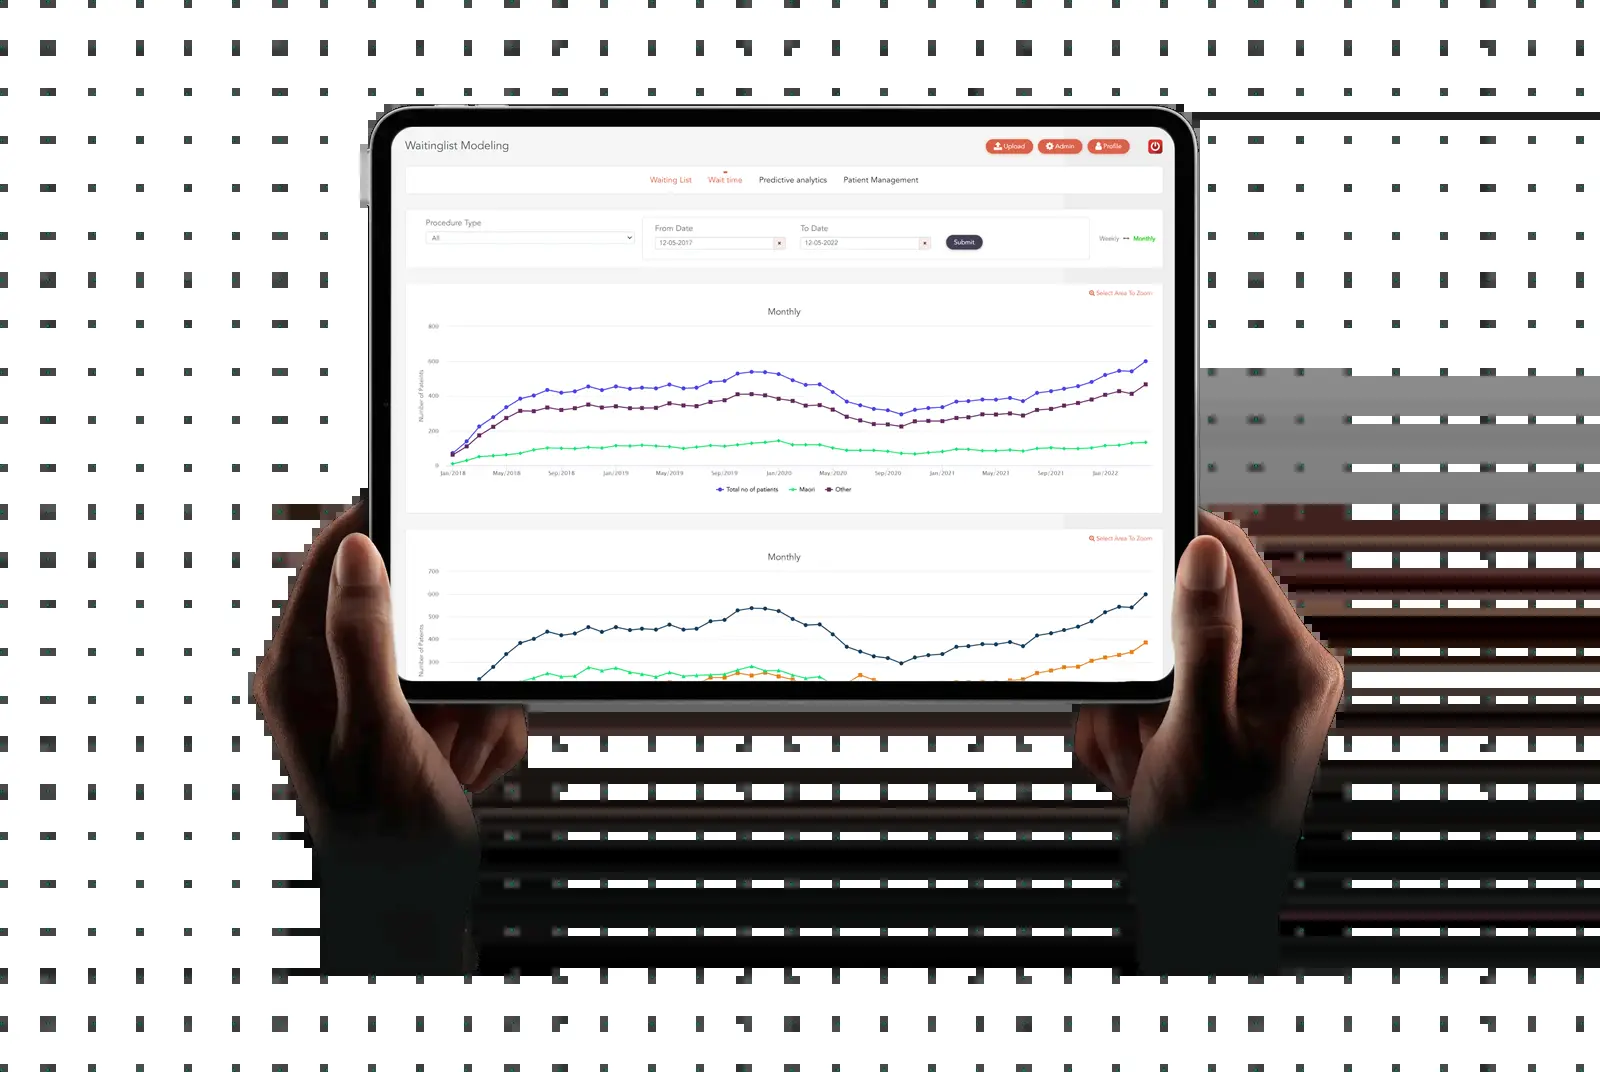 Waitinglist Modeling
Upload Admin Profile
Waiting List Wait time Predictive analytics Patient Management
Procedure Type
All
From Date To Date
12-05-2017 × 12-05-2022 ×
Submit
Weekly Monthly
Select Area To Zoom
Monthly
800
600
400
200
0
Number of Patients
Jan/2018 May/2018 Sep/2018 Jan/2019 May/2019 Sep/2019 Jan/2020 May/2020 Sep/2020 Jan/2021 May/2021 Sep/2021 Jan/2022
Total no of patients Maori Other
Select Area To Zoom
Monthly
700
600
500
400
300
Number of Patients